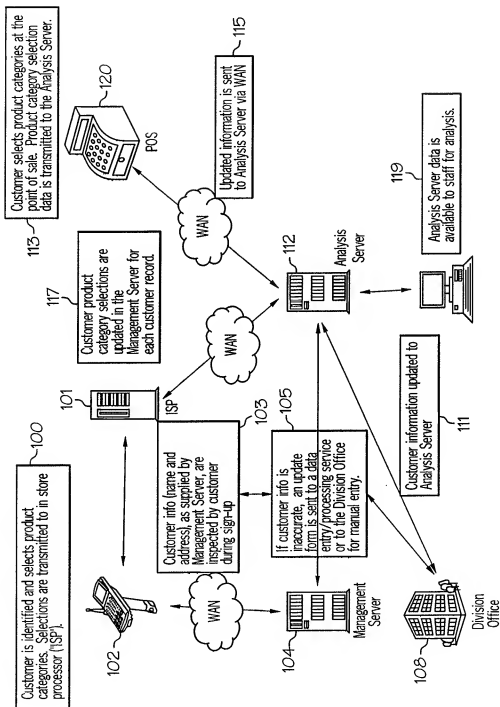 100
Customer is identified and selects product
categories. Selections are transmitted to in store
processor ("ISP").
102
101
ISP
Customer info (name and
address), as supplied by
Management Server, are
inspected by customer
during sign-up
103
117
Customer product
category selections are
updated in the
Management Server for
each customer record.
113
Customer selects product categories at the
point of sale. Product category selection
data is transmitted to the Analysis Server.
120
POS
WAN
115
Updated information is sent
to Analysis Server via WAN
WAN
WAN
105
If customer info is
inaccurate, an update
form is sent to a data
entry/processing service
or to the Division Office
for manual entry.
112
Analysis
Server
104
Management
Server
119
Analysis Server data is
available to staff for analysis.
Customer information updated to
Analysis Server
111
108
Division
Office